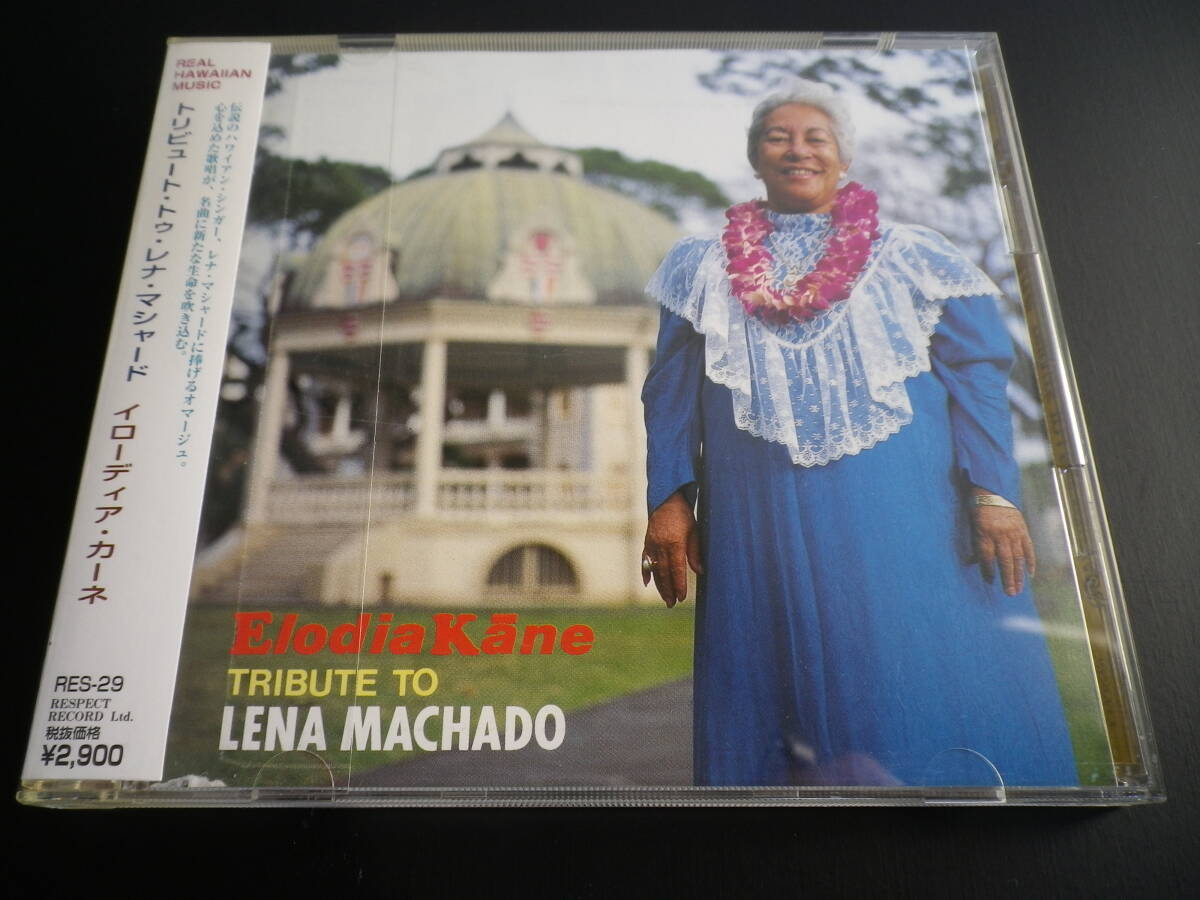 REAL
HAWAIIAN
MUSIC
伝説のハワイアン・シンガー、レナ・マシャードに捧げるオマージュ。
心を込めた歌唱が、名曲に新たな生命を吹き込む。
トリビュート・トゥ・レナ・マシャード イローディア・カーネ
RES-29
RESPECT
RECORD Ltd.
税抜価格
¥2,900
Elodia Kāne
TRIBUTE TO
LENA MACHADO